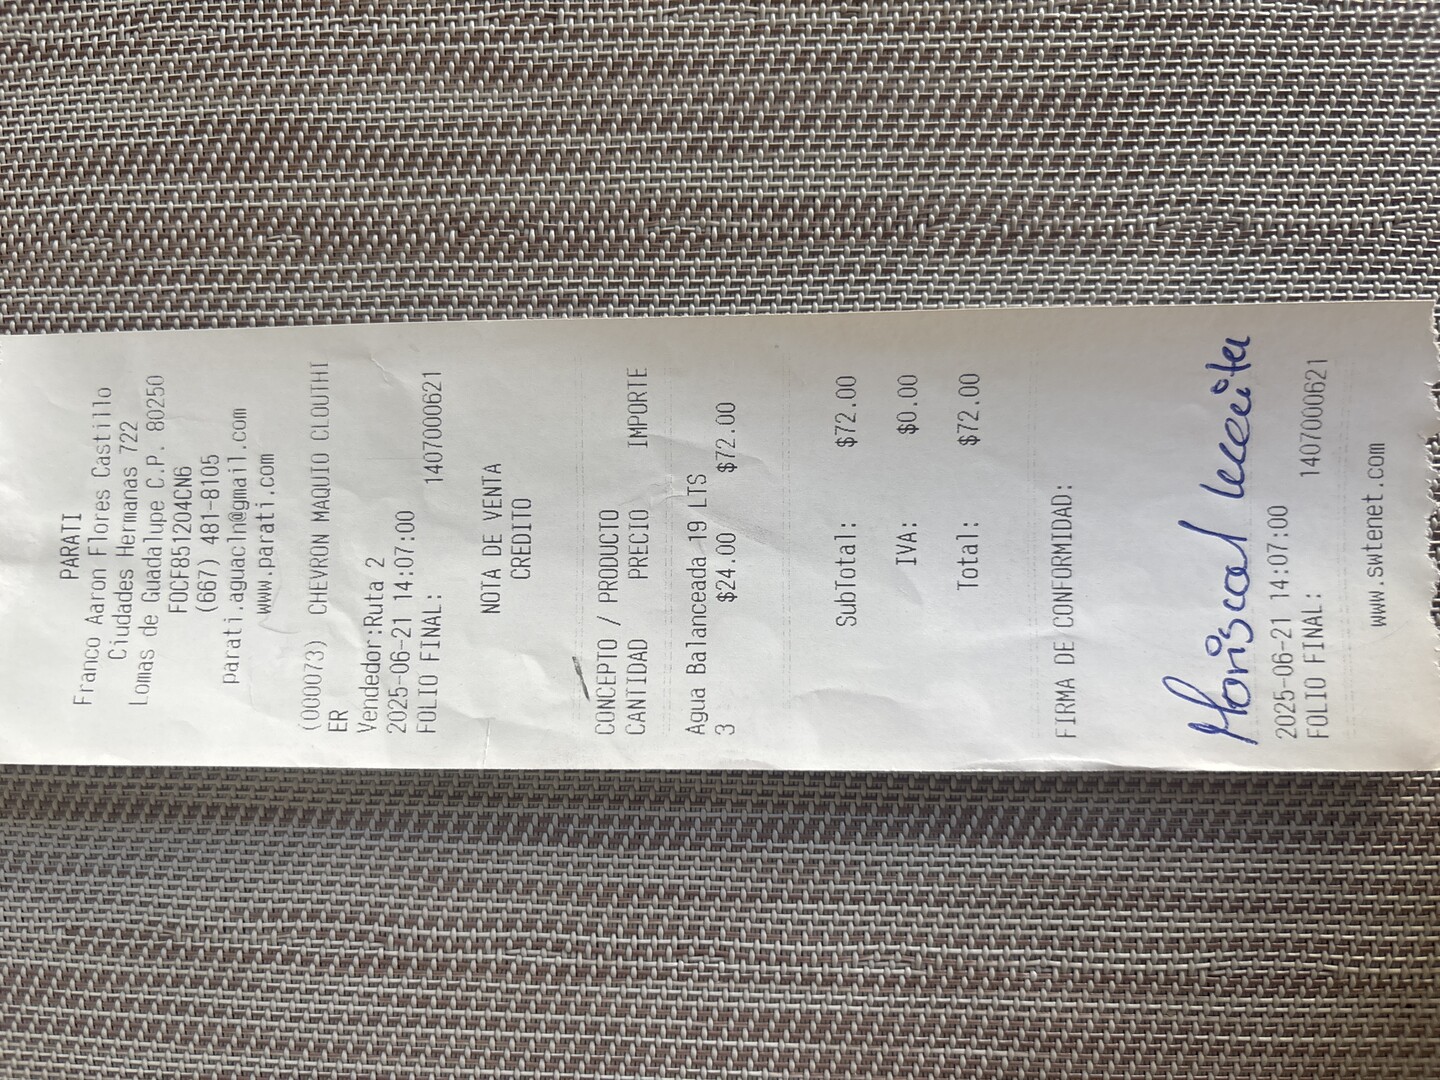 PARATI
Franco Aaron Flores Castillo
Ciudades Hermanas 722
Lomas de Guadalupe C.P. 80250
FOCF851204CN6
(667) 481-8105
parati.aguacln@gmail.com
www.parati.com
(000073) CHEVRON MAQUIO CLOUTHI
ER
Vendedor:Ruta 2
2025-06-21 14:07:00
FOLIO FINAL: 1407000621
NOTA DE VENTA
CREDITO
CONCEPTO / PRODUCTO
CANTIDAD PRECIO IMPORTE
Agua Balanceada 19 LTS
3 $24.00 $72.00
SubTotal: $72.00
IVA: $0.00
Total: $72.00
FIRMA DE CONFORMIDAD:
2025-06-21 14:07:00
FOLIO FINAL: 1407000621
www.swtenet.com